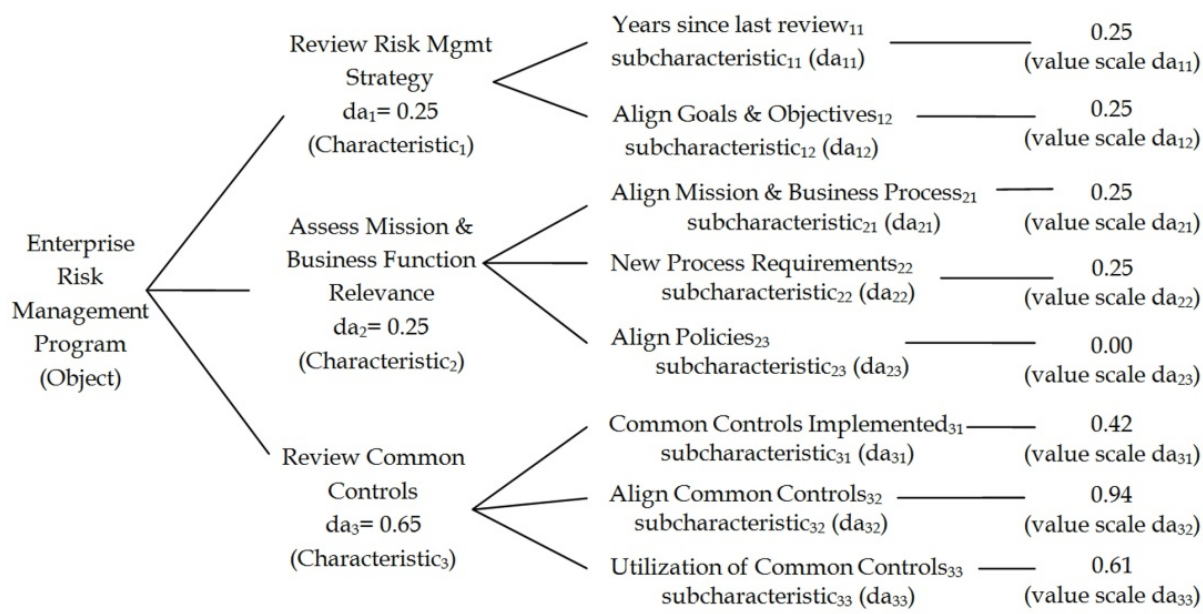 Enterprise
Risk
Management
Program
(Object)
Review Risk Mgmt
Strategy
da₁= 0.25
(Characteristic₁)
Years since last review₁₁
subcharacteristic₁₁ (da₁₁)
0.25
(value scale da₁₁)
Align Goals & Objectives₁₂
subcharacteristic₁₂ (da₁₂)
0.25
(value scale da₁₂)
Assess Mission &
Business Function
Relevance
da₂= 0.25
(Characteristic₂)
Align Mission & Business Process₂₁
subcharacteristic₂₁ (da₂₁)
0.25
(value scale da₂₁)
New Process Requirements₂₂
subcharacteristic₂₂ (da₂₂)
0.25
(value scale da₂₂)
Align Policies₂₃
subcharacteristic₂₃ (da₂₃)
0.00
(value scale da₂₃)
Review Common
Controls
da₃= 0.65
(Characteristic₃)
Common Controls Implemented₃₁
subcharacteristic₃₁ (da₃₁)
0.42
(value scale da₃₁)
Align Common Controls₃₂
subcharacteristic₃₂ (da₃₂)
0.94
(value scale da₃₂)
Utilization of Common Controls₃₃
subcharacteristic₃₃ (da₃₃)
0.61
(value scale da₃₃)